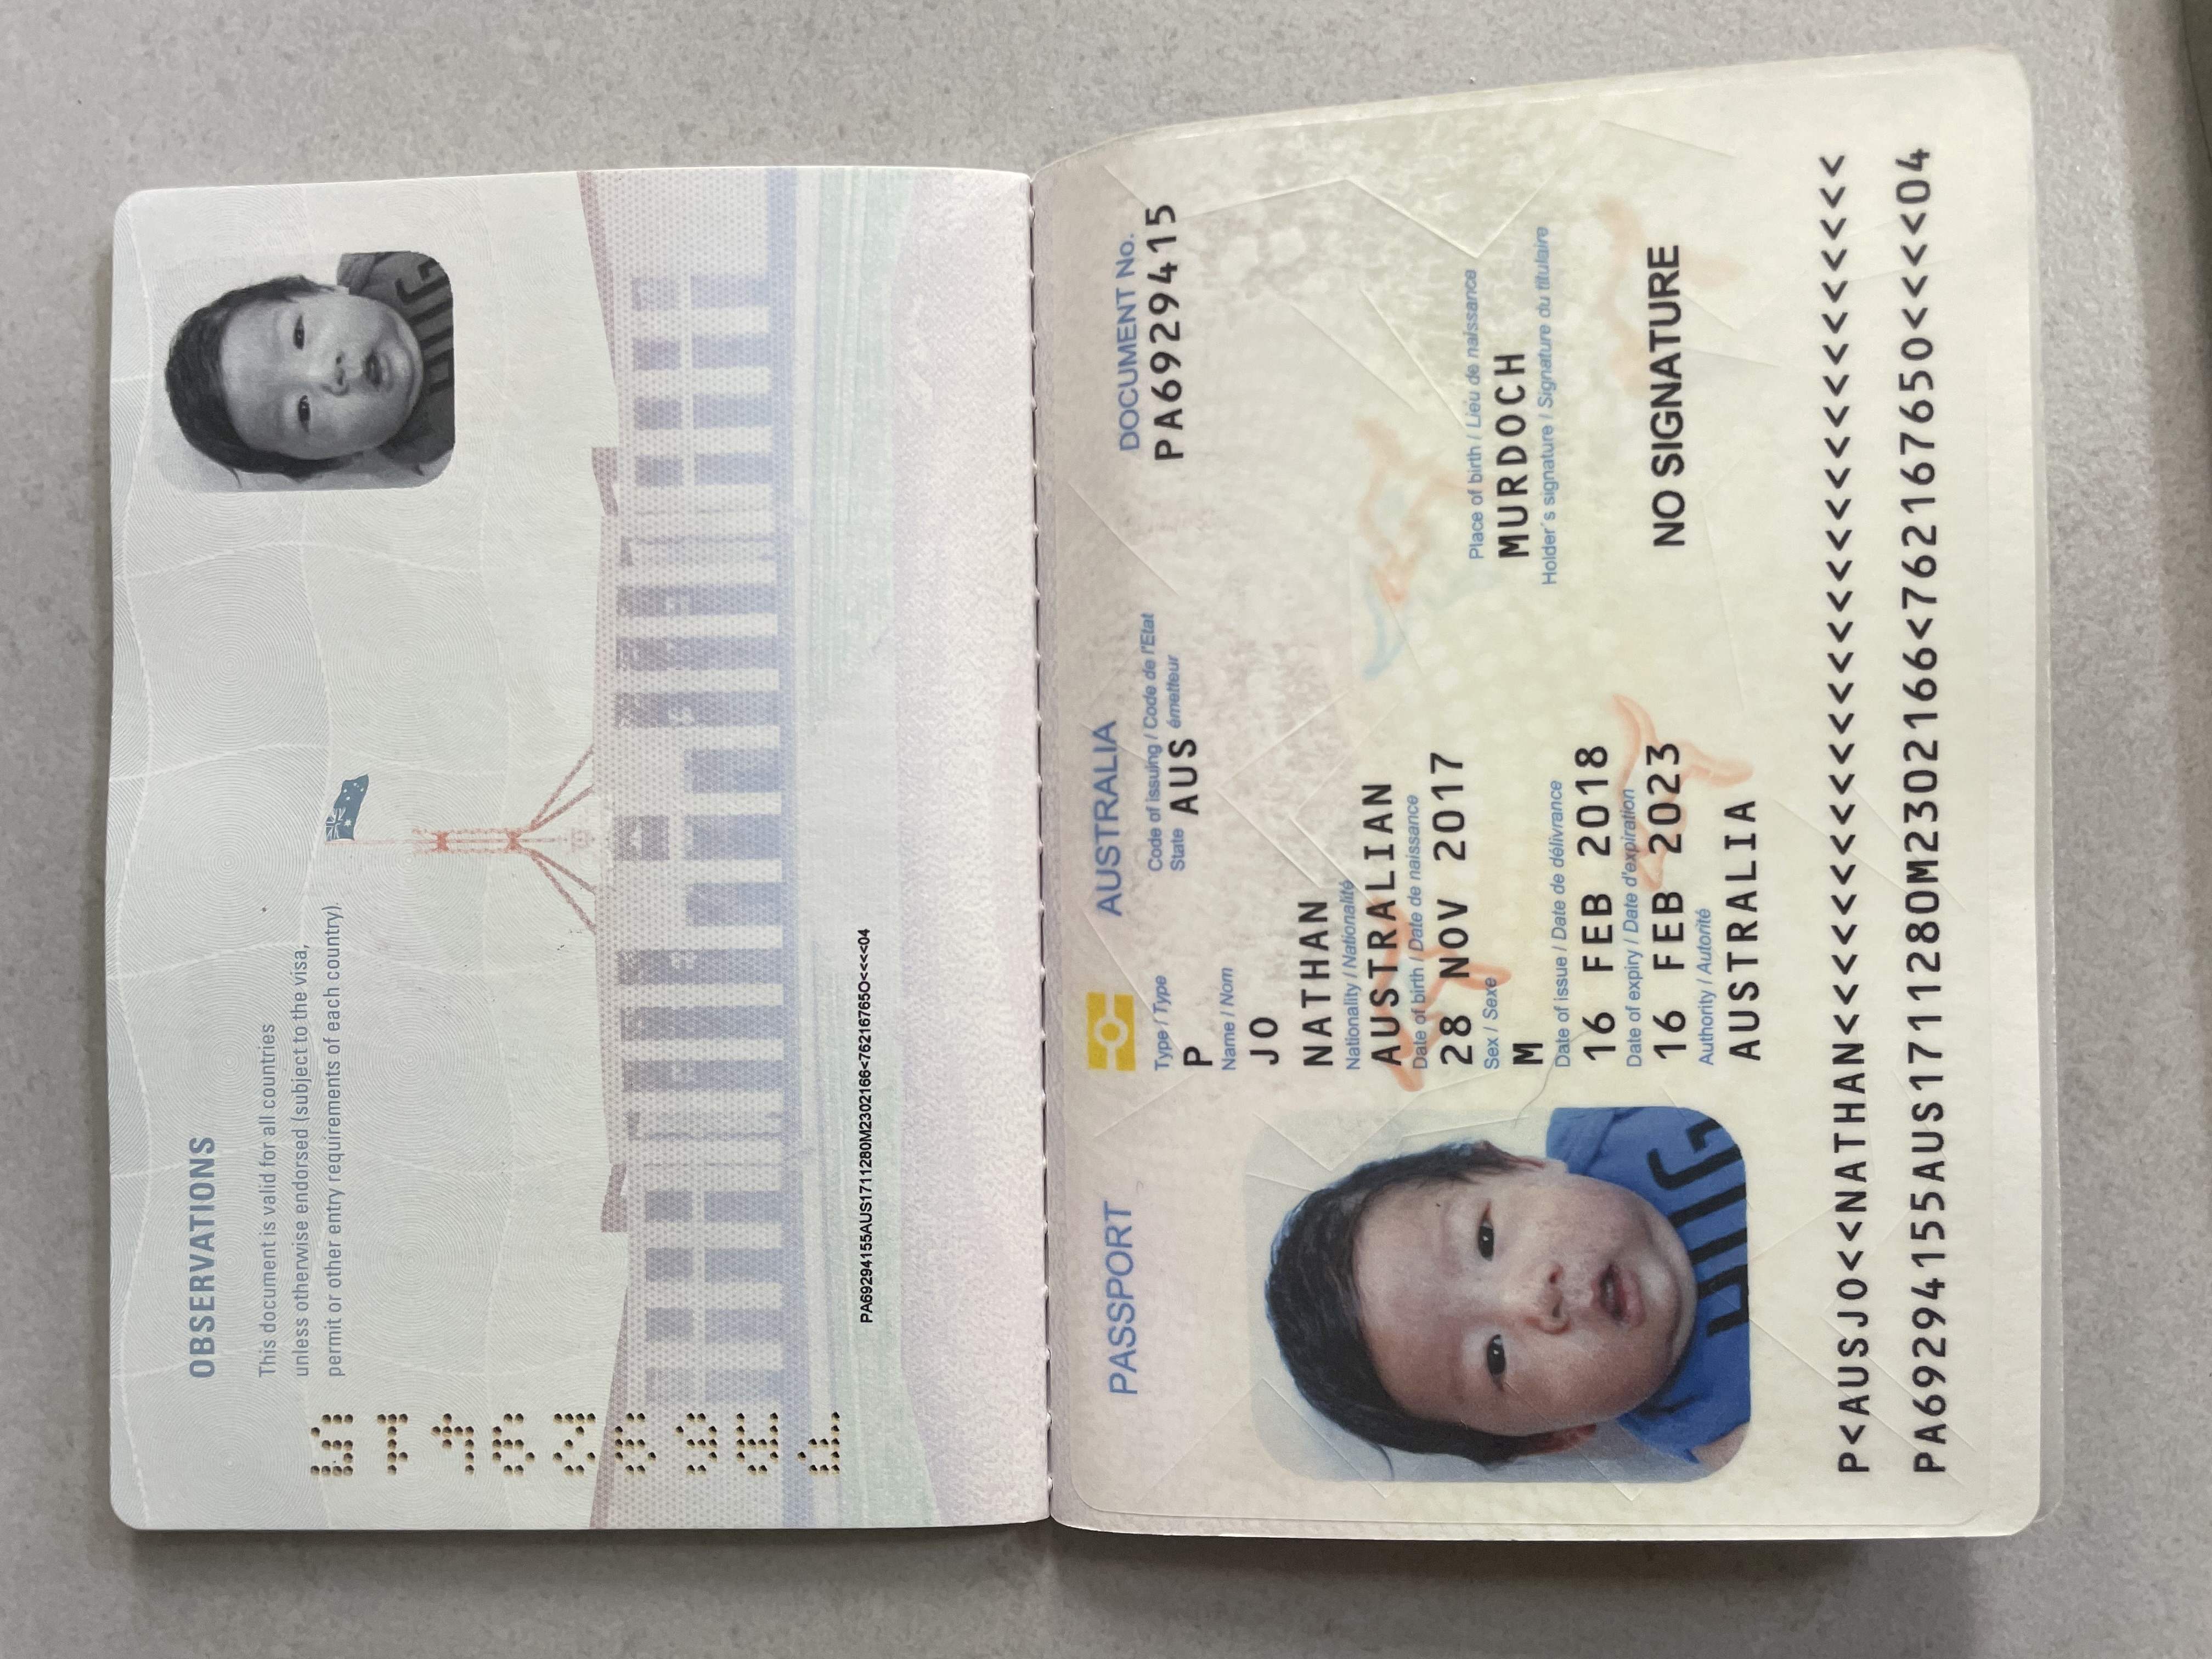 OBSERVATIONS
This document is valid for all countries
unless otherwise endorsed (subject to the visa,
permit or other entry requirements of each country).
PA69294155AUS1711280M2302166<76216765O<<<<04
PASSPORT
AUSTRALIA
Type / Type
P
Code of issuing / Code de l'Etat
State AUS émetteur
DOCUMENT No.
PA6929415
Name / Nom
JO
NATHAN
Nationality / Nationalité
AUSTRALIAN
Date of birth / Date de naissance
28 NOV 2017
Sex / Sexe
M
Place of birth / Lieu de naissance
MURDOCH
Date of issue / Date de délivrance
16 FEB 2018
Holder's signature / Signature du titulaire
Date of expiry / Date d'expiration
16 FEB 2023
NO SIGNATURE
Authority / Autorité
AUSTRALIA
P<AUSJO<<NATHAN<<<<<<<<<<<<<<<<<<<<<<<<<<<<<
PA69294155AUS1711280M2302166<76216765O<<<<04